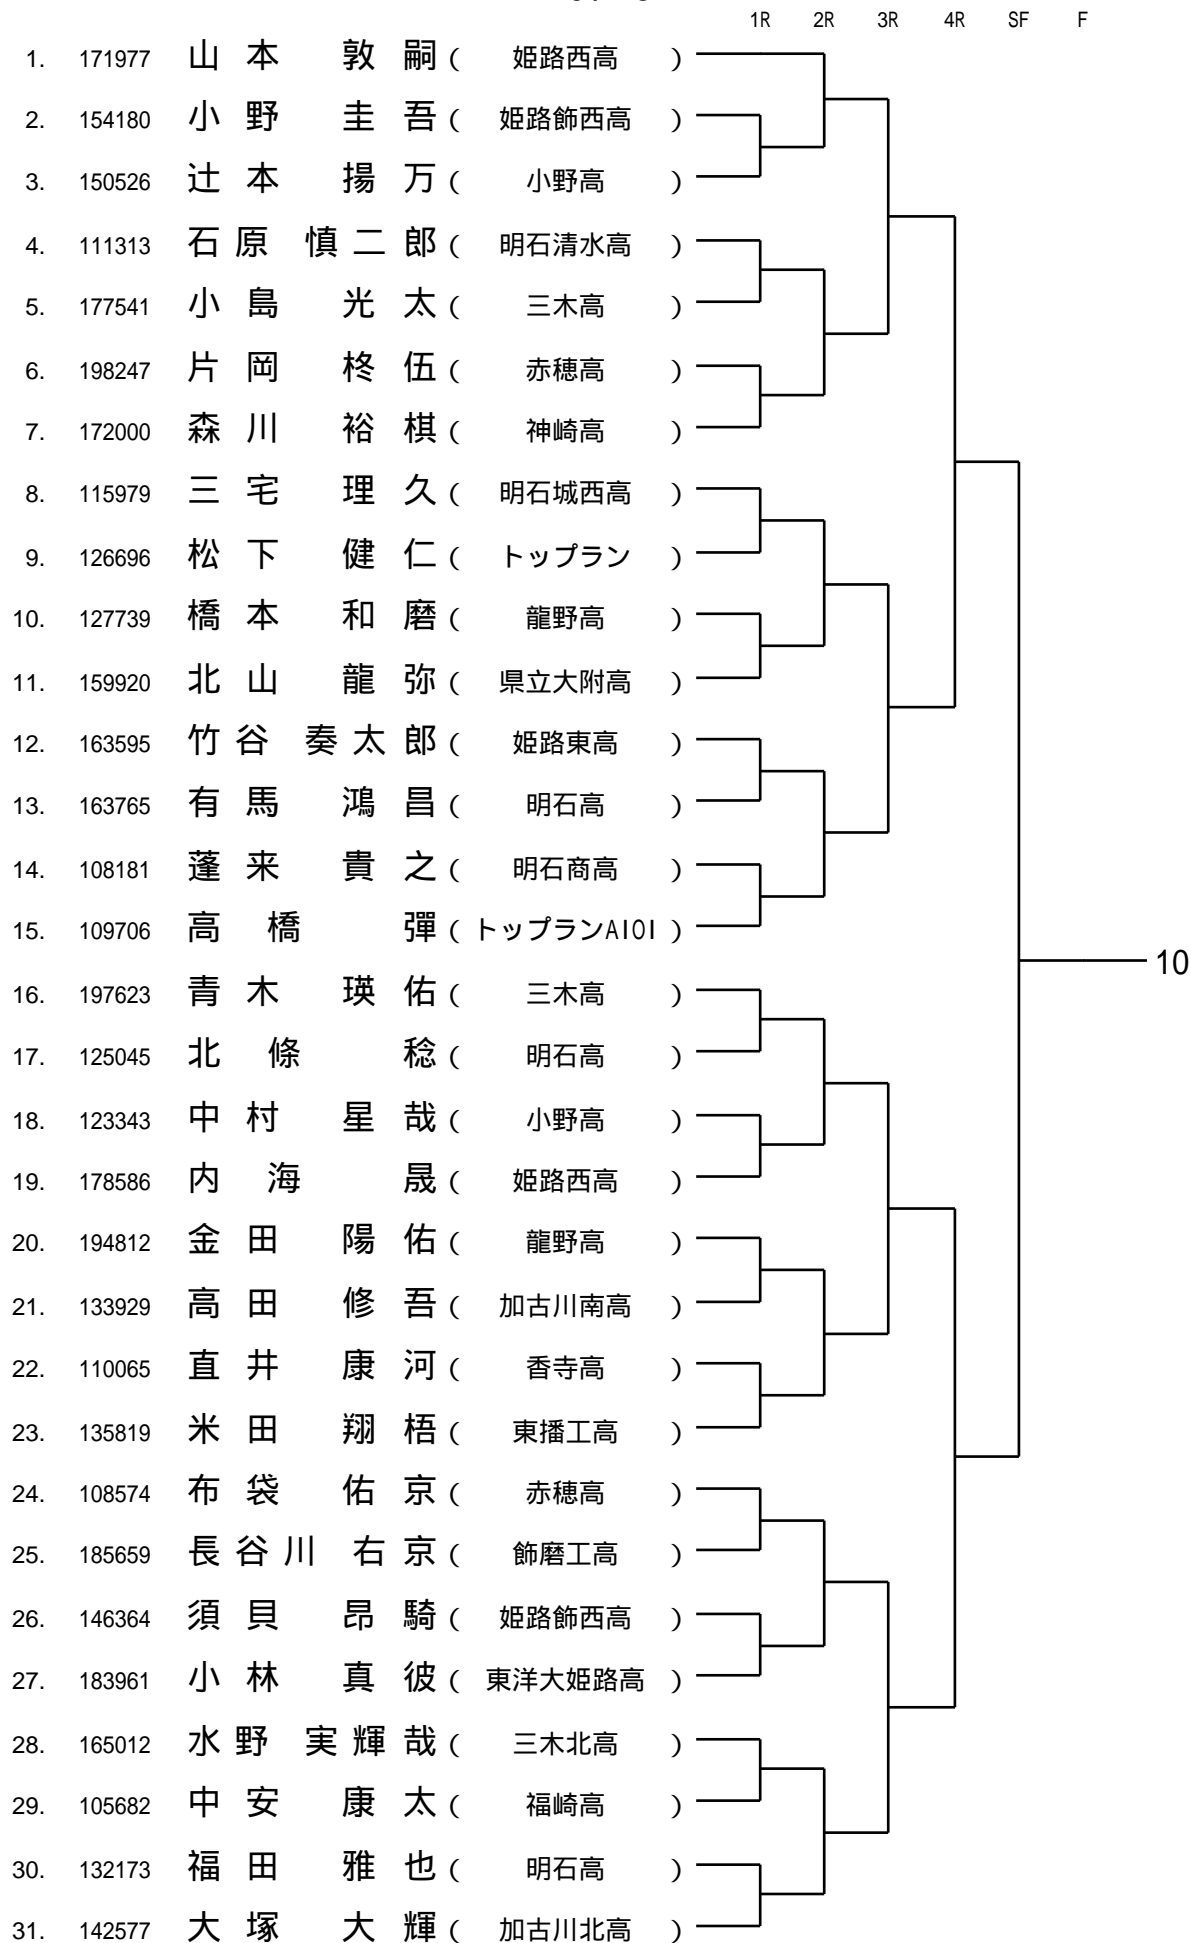 1R 2R 3R 4R SF F
1. 171977 山本 敦嗣 ( 姫路西高 )
2. 154180 小野 圭吾 ( 姫路飾西高 )
3. 150526 辻本 揚万 ( 小野高 )
4. 111313 石原 慎二郎 ( 明石清水高 )
5. 177541 小島 光太 ( 三木高 )
6. 198247 片岡 柊伍 ( 赤穂高 )
7. 172000 森川 裕棋 ( 神崎高 )
8. 115979 三宅 理久 ( 明石城西高 )
9. 126696 松下 健仁 ( トップラン )
10. 127739 橋本 和磨 ( 龍野高 )
11. 159920 北山 龍弥 ( 県立大附高 )
12. 163595 竹谷 奏太郎 ( 姫路東高 )
13. 163765 有馬 鴻昌 ( 明石高 )
14. 108181 蓬来 貴之 ( 明石商高 )
15. 109706 高橋 彈 ( トップランAIOI )
10
16. 197623 青木 瑛佑 ( 三木高 )
17. 125045 北條 稔 ( 明石高 )
18. 123343 中村 星哉 ( 小野高 )
19. 178586 内海 晟 ( 姫路西高 )
20. 194812 金田 陽佑 ( 龍野高 )
21. 133929 高田 修吾 ( 加古川南高 )
22. 110065 直井 康河 ( 香寺高 )
23. 135819 米田 翔梧 ( 東播工高 )
24. 108574 布袋 佑京 ( 赤穂高 )
25. 185659 長谷川 右京 ( 飾磨工高 )
26. 146364 須貝 昂騎 ( 姫路飾西高 )
27. 183961 小林 真彼 ( 東洋大姫路高 )
28. 165012 水野 実輝哉 ( 三木北高 )
29. 105682 中安 康太 ( 福崎高 )
30. 132173 福田 雅也 ( 明石高 )
31. 142577 大塚 大輝 ( 加古川北高 )